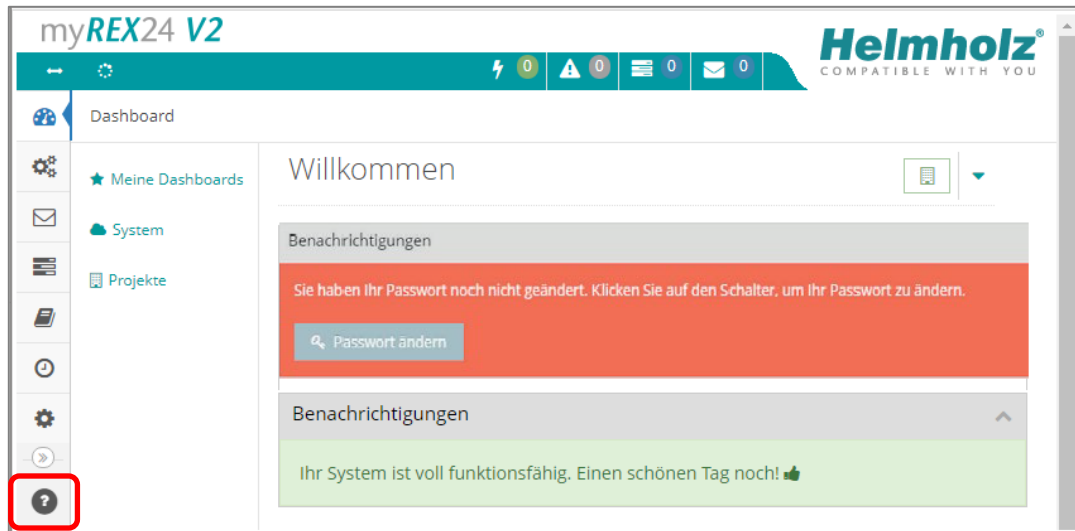 myREX24 V2
Helmholz®
COMPATIBLE WITH YOU
0 0 0 0
Dashboard
Meine Dashboards
System
Projekte
Willkommen
Benachrichtigungen
Sie haben Ihr Passwort noch nicht geändert. Klicken Sie auf den Schalter, um Ihr Passwort zu ändern.
Passwort ändern
Benachrichtigungen
Ihr System ist voll funktionsfähig. Einen schönen Tag noch!
?